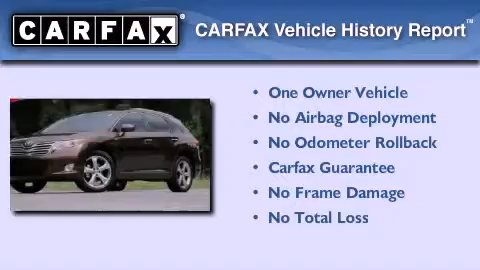 CARFAX® CARFAX Vehicle History Report™
• One Owner Vehicle
• No Airbag Deployment
• No Odometer Rollback
• Carfax Guarantee
• No Frame Damage
• No Total Loss